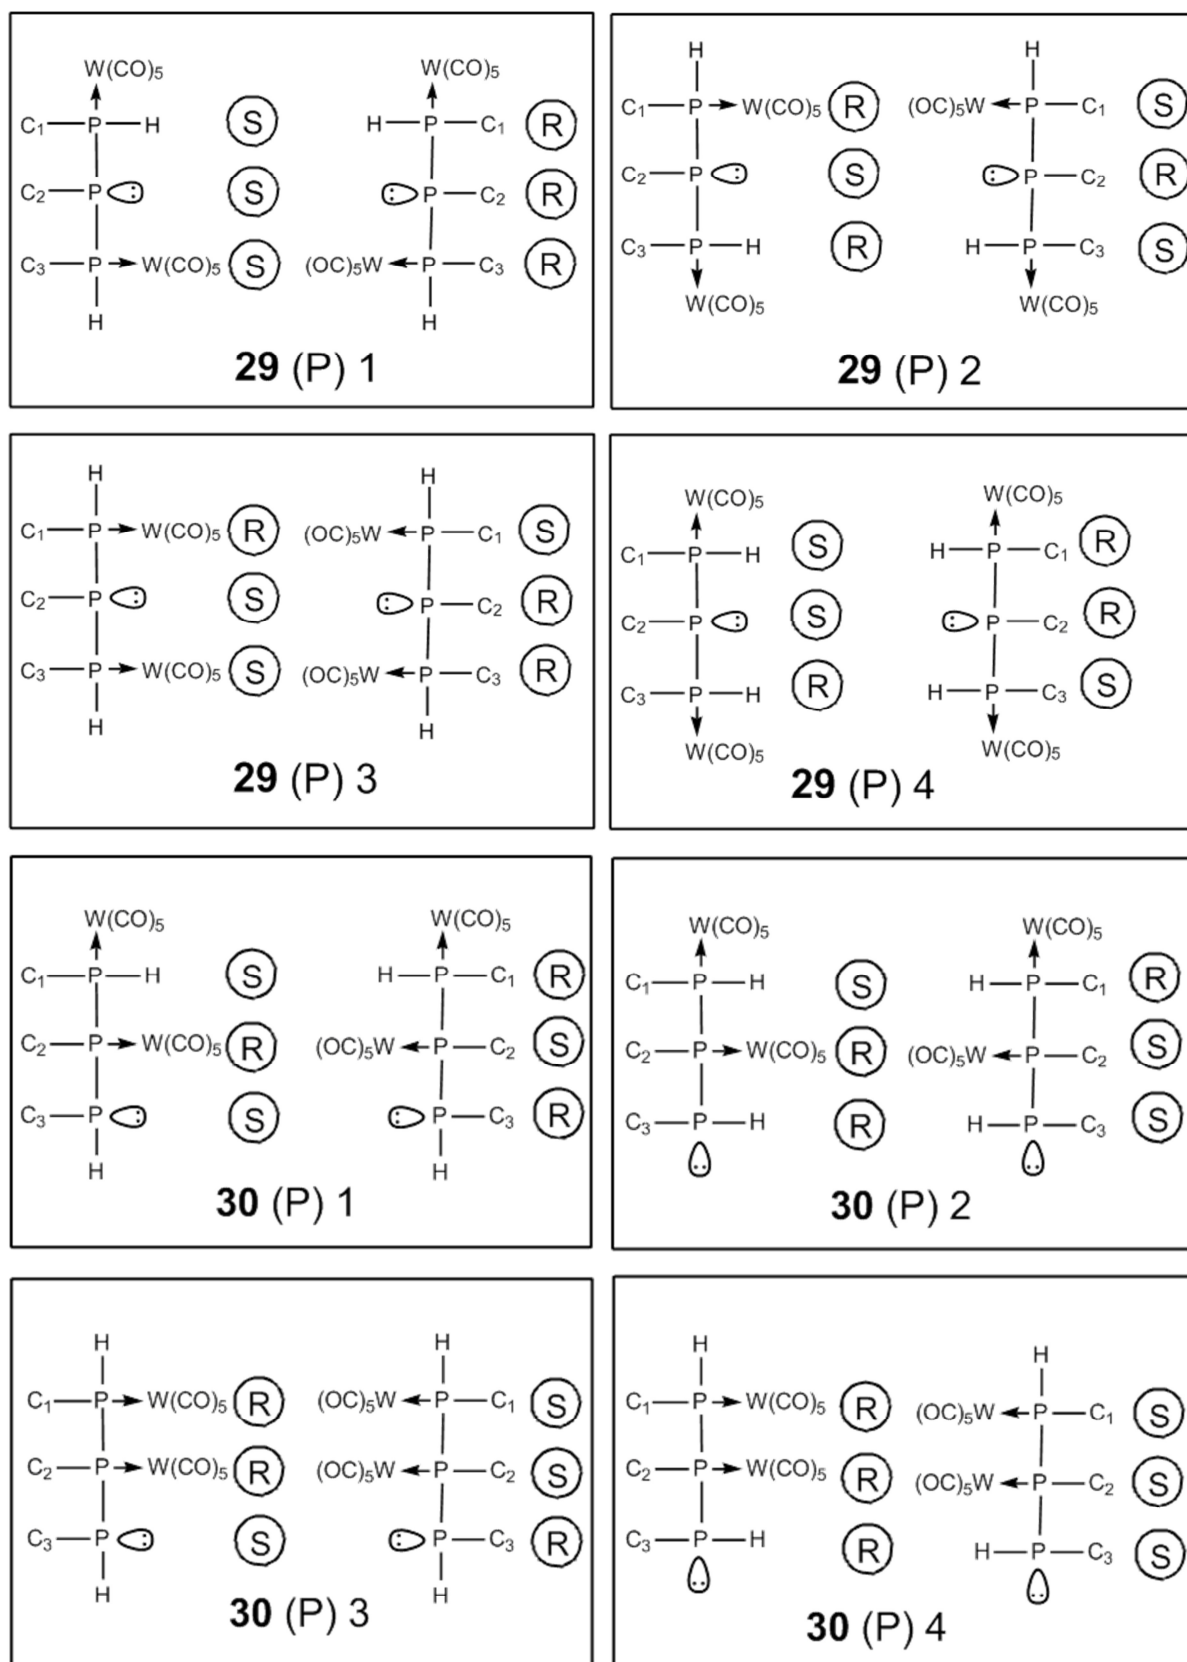 W(CO)₅ W(CO)₅
C₁ P H S H P C₁ R
C₂ P : S : P C₂ R
C₃ P W(CO)₅ S (OC)₅W P C₃ R
H H
29 (P) 1
H H
C₁ P W(CO)₅ R (OC)₅W P C₁ S
C₂ P : S : P C₂ R
C₃ P H R H P C₃ S
W(CO)₅ W(CO)₅
29 (P) 2
H H
C₁ P W(CO)₅ R (OC)₅W P C₁ S
C₂ P : S : P C₂ R
C₃ P W(CO)₅ S (OC)₅W P C₃ R
H H
29 (P) 3
W(CO)₅ W(CO)₅
C₁ P H S H P C₁ R
C₂ P : S : P C₂ R
C₃ P H R H P C₃ S
W(CO)₅ W(CO)₅
29 (P) 4
W(CO)₅ W(CO)₅
C₁ P H S H P C₁ R
C₂ P W(CO)₅ R (OC)₅W P C₂ S
C₃ P : S : P C₃ R
H H
30 (P) 1
W(CO)₅ W(CO)₅
C₁ P H S H P C₁ R
C₂ P W(CO)₅ R (OC)₅W P C₂ S
C₃ P H R H P C₃ S
.. ..
30 (P) 2
H H
C₁ P W(CO)₅ R (OC)₅W P C₁ S
C₂ P W(CO)₅ R (OC)₅W P C₂ S
C₃ P : S : P C₃ R
H H
30 (P) 3
H H
C₁ P W(CO)₅ R (OC)₅W P C₁ S
C₂ P W(CO)₅ R (OC)₅W P C₂ S
C₃ P H R H P C₃ S
.. ..
30 (P) 4